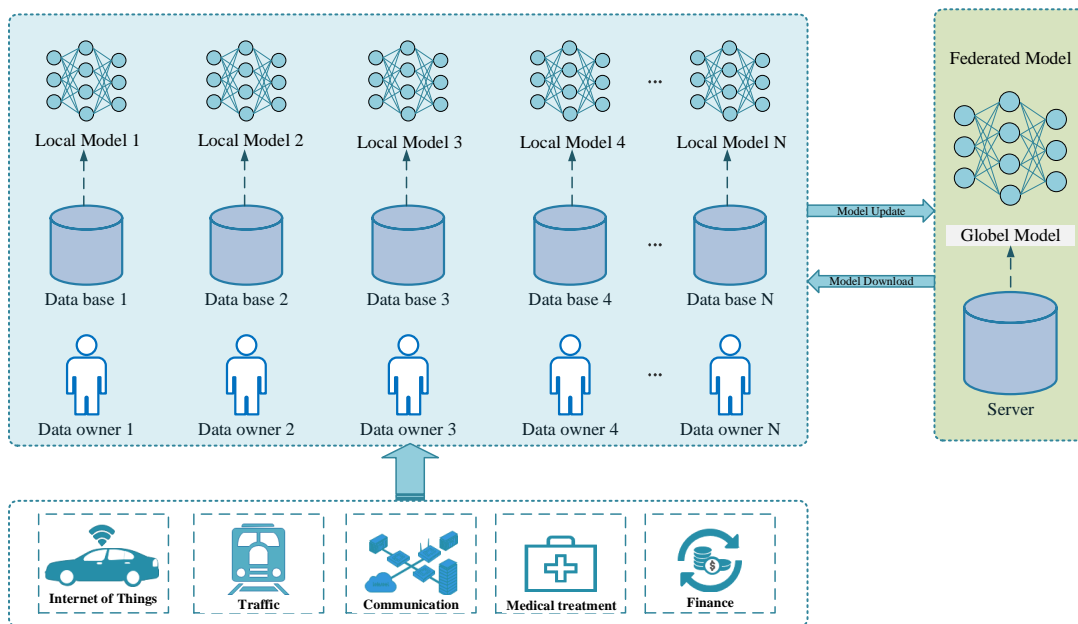 Federated Model
Local Model 1
Local Model 2
Local Model 3
Local Model 4
...
Local Model N
Model Update
Globel Model
Data base 1
Data base 2
Data base 3
Data base 4
...
Data base N
Model Download
...
Server
Data owner 1
Data owner 2
Data owner 3
Data owner 4
Data owner N
$
Internet of Things
Traffic
Communication
Medical treatment
Finance